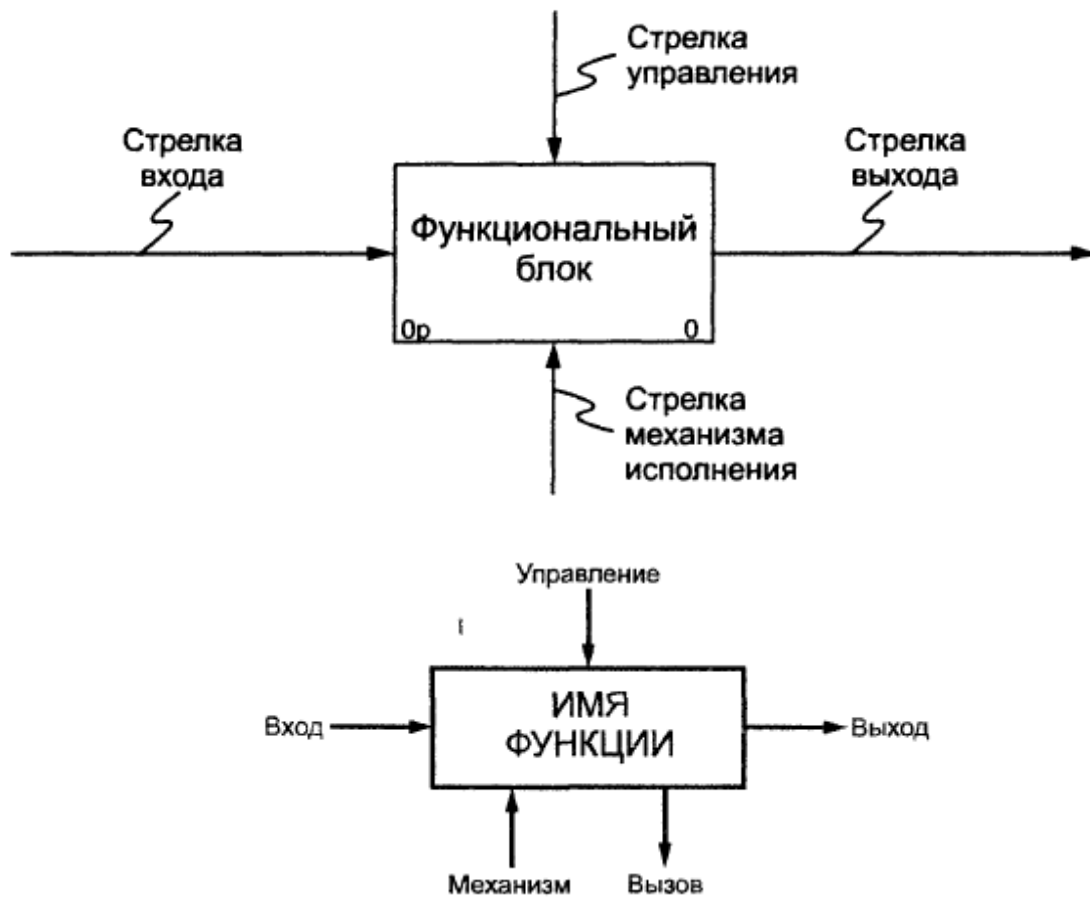 Стрелка
управления
Стрелка
входа
Стрелка
выхода
Функциональный
блок
0р 0
Стрелка
механизма
исполнения
Управление
Вход
ИМЯ
ФУНКЦИИ
Выход
Механизм
Вызов